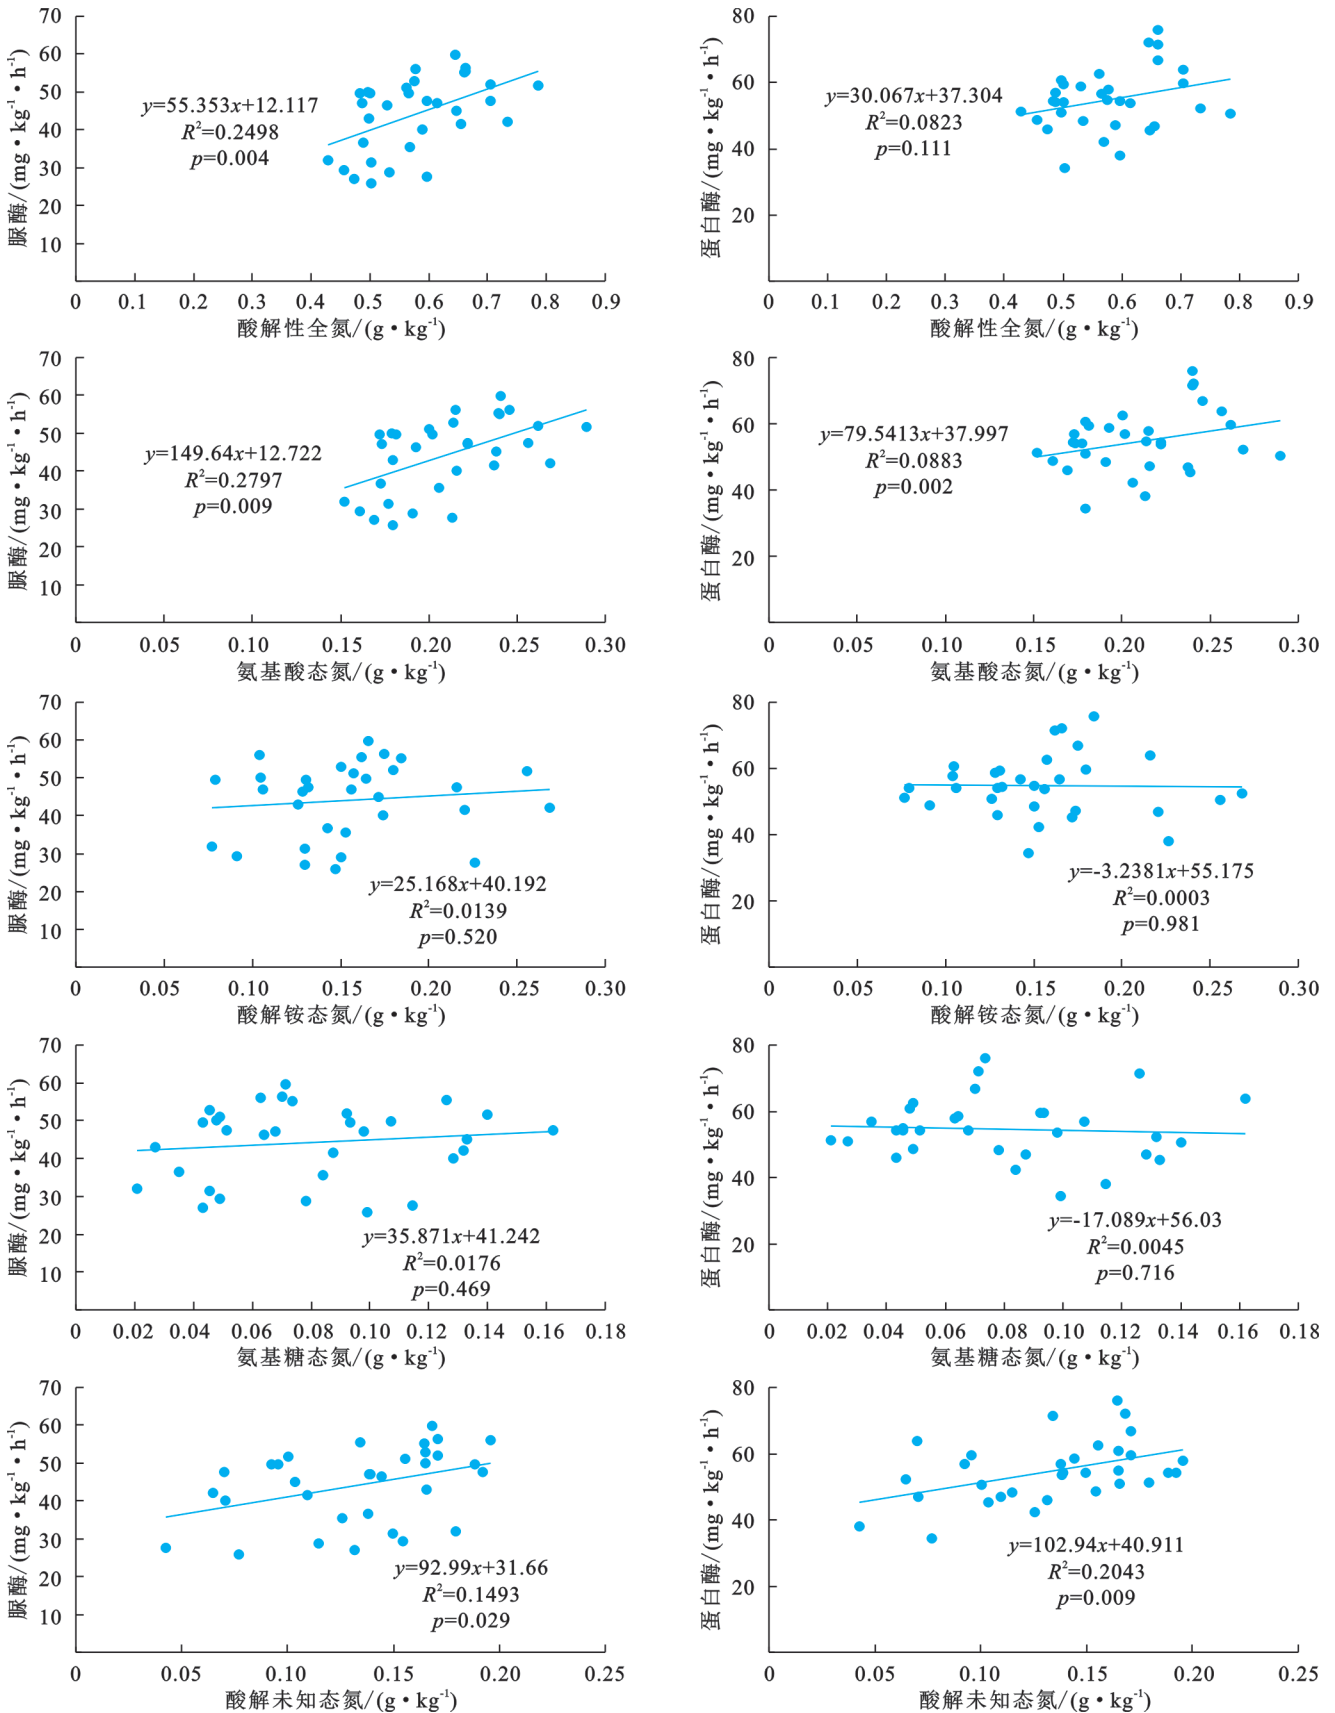 70
60
50
40
30
20
10
脲酶/(mg·kg⁻¹·h⁻¹)
y=55.353x+12.117
R²=0.2498
p=0.004
0 0.1 0.2 0.3 0.4 0.5 0.6 0.7 0.8 0.9
酸解性全氮/(g·kg⁻¹)
80
60
40
20
蛋白酶/(mg·kg⁻¹·h⁻¹)
y=30.067x+37.304
R²=0.0823
p=0.111
0 0.1 0.2 0.3 0.4 0.5 0.6 0.7 0.8 0.9
酸解性全氮/(g·kg⁻¹)
70
60
50
40
30
20
10
脲酶/(mg·kg⁻¹·h⁻¹)
y=149.64x+12.722
R²=0.2797
p=0.009
0 0.05 0.10 0.15 0.20 0.25 0.30
氨基酸态氮/(g·kg⁻¹)
80
60
40
20
蛋白酶/(mg·kg⁻¹·h⁻¹)
y=79.5413x+37.997
R²=0.0883
p=0.002
0 0.05 0.10 0.15 0.20 0.25 0.30
氨基酸态氮/(g·kg⁻¹)
70
60
50
40
30
20
10
脲酶/(mg·kg⁻¹·h⁻¹)
y=25.168x+40.192
R²=0.0139
p=0.520
0 0.05 0.10 0.15 0.20 0.25 0.30
酸解铵态氮/(g·kg⁻¹)
80
60
40
20
蛋白酶/(mg·kg⁻¹·h⁻¹)
y=-3.2381x+55.175
R²=0.0003
p=0.981
0 0.05 0.10 0.15 0.20 0.25 0.30
酸解铵态氮/(g·kg⁻¹)
70
60
50
40
30
20
10
脲酶/(mg·kg⁻¹·h⁻¹)
y=35.871x+41.242
R²=0.0176
p=0.469
0 0.02 0.04 0.06 0.08 0.10 0.12 0.14 0.16 0.18
氨基糖态氮/(g·kg⁻¹)
80
60
40
20
蛋白酶/(mg·kg⁻¹·h⁻¹)
y=-17.089x+56.03
R²=0.0045
p=0.716
0 0.02 0.04 0.06 0.08 0.10 0.12 0.14 0.16 0.18
氨基糖态氮/(g·kg⁻¹)
70
60
50
40
30
20
10
脲酶/(mg·kg⁻¹·h⁻¹)
y=92.99x+31.66
R²=0.1493
p=0.029
0 0.05 0.10 0.15 0.20 0.25
酸解未知态氮/(g·kg⁻¹)
80
60
40
20
蛋白酶/(mg·kg⁻¹·h⁻¹)
y=102.94x+40.911
R²=0.2043
p=0.009
0 0.05 0.10 0.15 0.20 0.25
酸解未知态氮/(g·kg⁻¹)